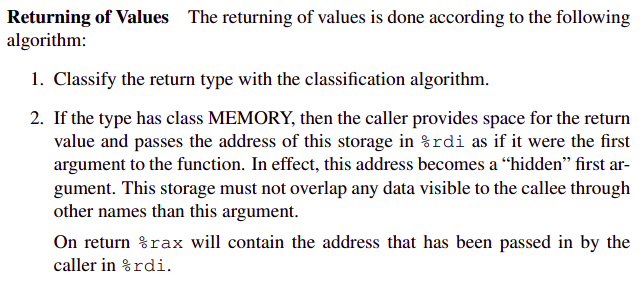 Returning of Values The returning of values is done according to the following
algorithm:
1. Classify the return type with the classification algorithm.
2. If the type has class MEMORY, then the caller provides space for the return
value and passes the address of this storage in %rdi as if it were the first
argument to the function. In effect, this address becomes a “hidden” first ar-
gument. This storage must not overlap any data visible to the callee through
other names than this argument.
On return %rax will contain the address that has been passed in by the
caller in %rdi.